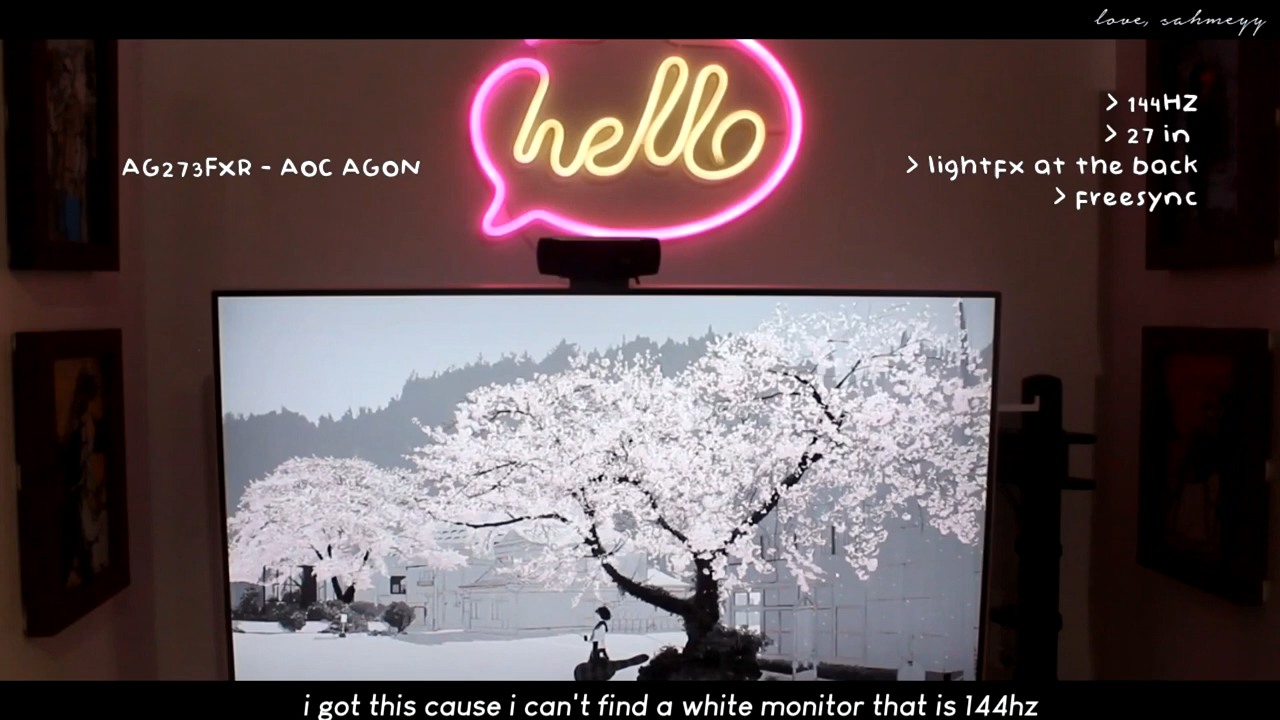 love, sahmeyy
hello
AG273FXR - AOC AGON
> 144HZ
> 27 in
> lightFX at the back
> Freesync
i got this cause i can't find a white monitor that is 144hz